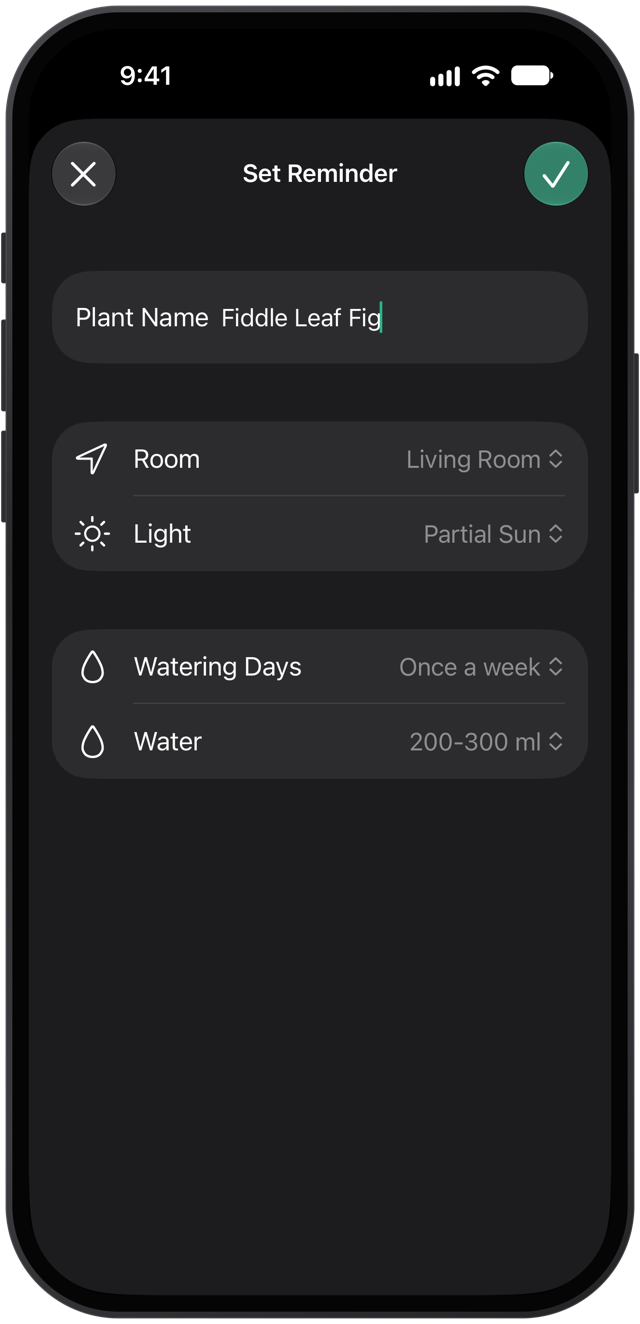 9:41
Set Reminder
Plant Name Fiddle Leaf Fig
Room Living Room
Light Partial Sun
Watering Days Once a week
Water 200-300 ml